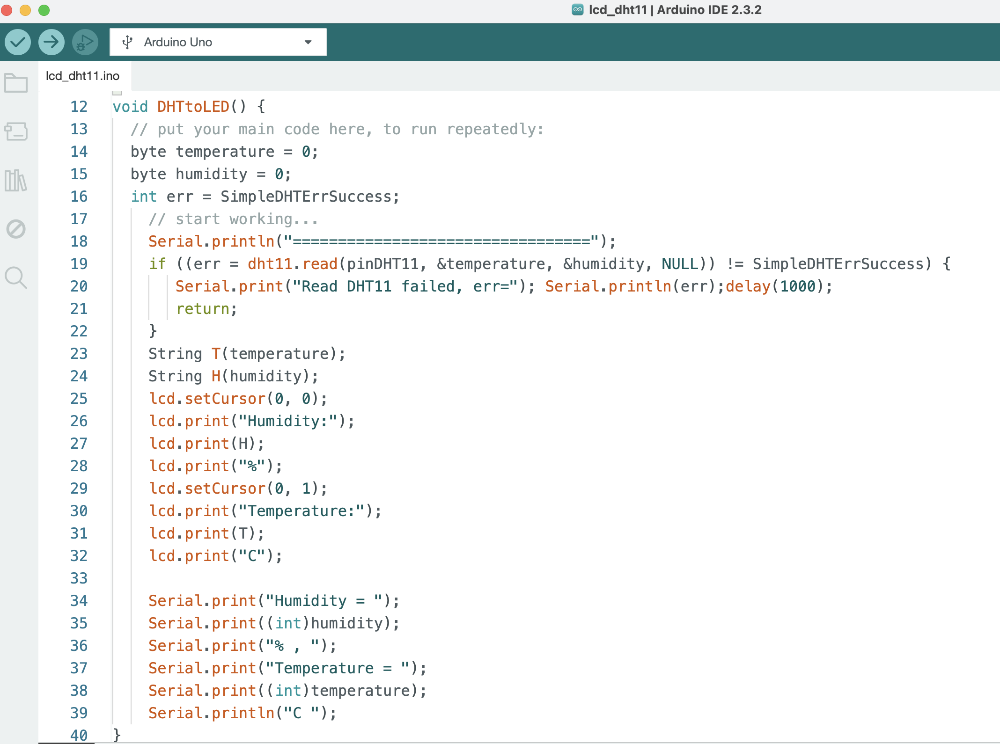 lcd_dht11 | Arduino IDE 2.3.2
Arduino Uno
lcd_dht11.ino
12 void DHTtoLED() {
13 // put your main code here, to run repeatedly:
14 byte temperature = 0;
15 byte humidity = 0;
16 int err = SimpleDHTErrSuccess;
17 // start working...
18 Serial.println("=================================");
19 if ((err = dht11.read(pinDHT11, &temperature, &humidity, NULL)) != SimpleDHTErrSuccess) {
20 Serial.print("Read DHT11 failed, err="); Serial.println(err);delay(1000);
21 return;
22 }
23 String T(temperature);
24 String H(humidity);
25 lcd.setCursor(0, 0);
26 lcd.print("Humidity:");
27 lcd.print(H);
28 lcd.print("%");
29 lcd.setCursor(0, 1);
30 lcd.print("Temperature:");
31 lcd.print(T);
32 lcd.print("C");
33
34 Serial.print("Humidity = ");
35 Serial.print((int)humidity);
36 Serial.print("% , ");
37 Serial.print("Temperature = ");
38 Serial.print((int)temperature);
39 Serial.println("C ");
40 }